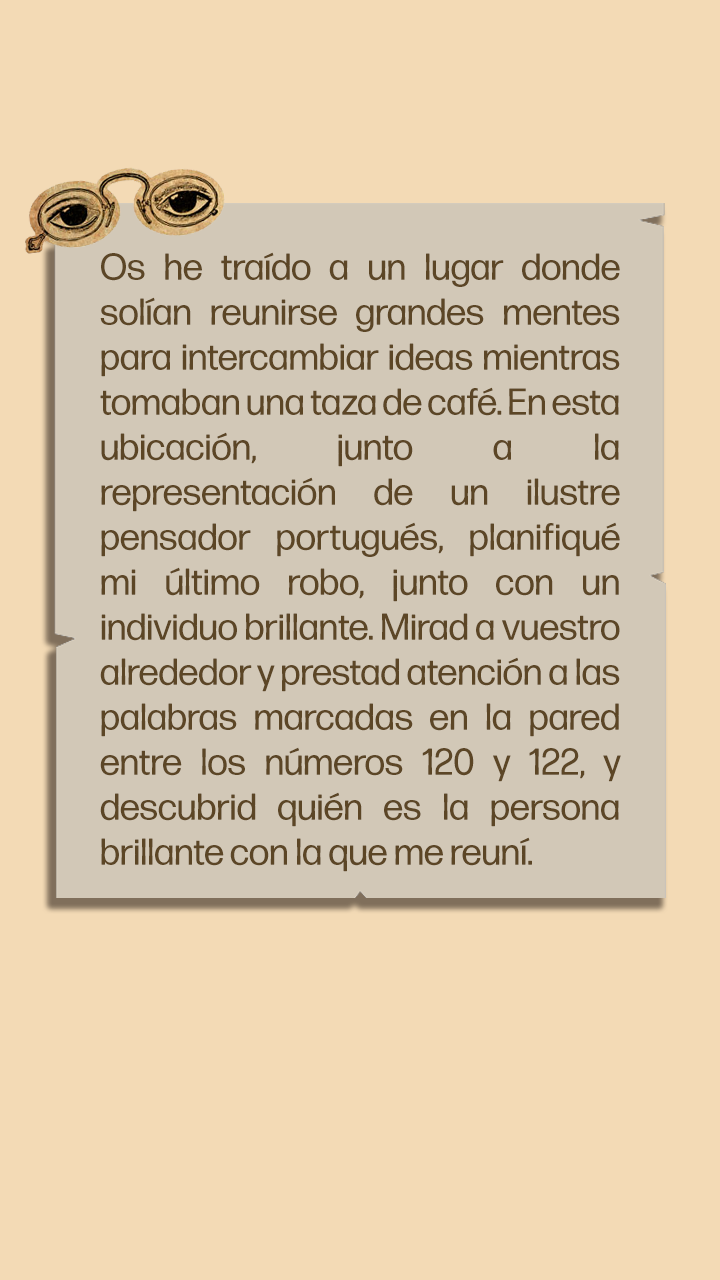 Os he traído a un lugar donde
solían reunirse grandes mentes
para intercambiar ideas mientras
tomaban una taza de café. En esta
ubicación, junto a la
representación de un ilustre
pensador portugués, planifiqué
mi último robo, junto con un
individuo brillante. Mirad a vuestro
alrededor y prestad atención a las
palabras marcadas en la pared
entre los números 120 y 122, y
descubrid quién es la persona
brillante con la que me reuní.